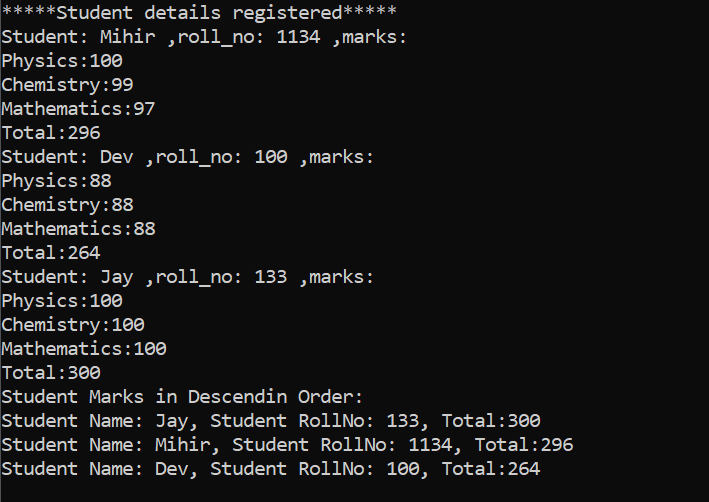 *****Student details registered*****
Student: Mihir ,roll_no: 1134 ,marks:
Physics:100
Chemistry:99
Mathematics:97
Total:296
Student: Dev ,roll_no: 100 ,marks:
Physics:88
Chemistry:88
Mathematics:88
Total:264
Student: Jay ,roll_no: 133 ,marks:
Physics:100
Chemistry:100
Mathematics:100
Total:300
Student Marks in Descendin Order:
Student Name: Jay, Student RollNo: 133, Total:300
Student Name: Mihir, Student RollNo: 1134, Total:296
Student Name: Dev, Student RollNo: 100, Total:264